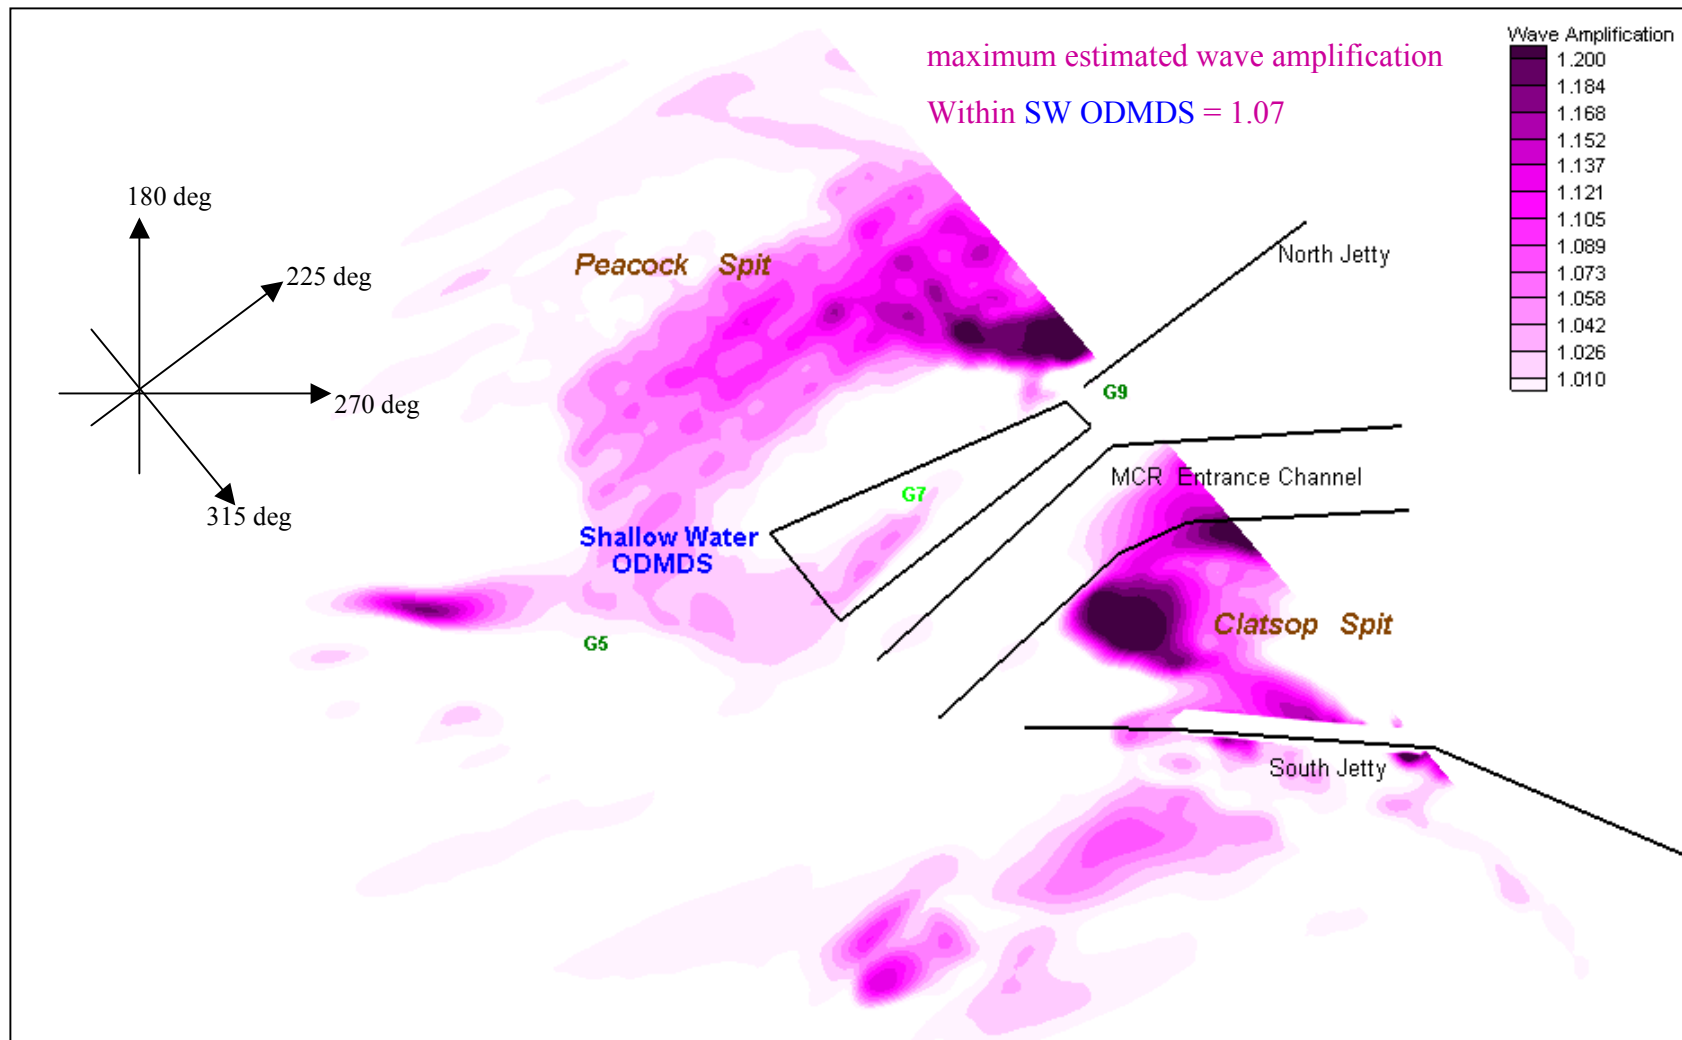 maximum estimated wave amplification
Within SW ODMDS = 1.07
Wave Amplification
1.200
1.184
1.168
1.152
1.137
1.121
1.105
1.089
1.073
1.058
1.042
1.026
1.010
180 deg
225 deg
270 deg
315 deg
Peacock Spit
North Jetty
G9
MCR Entrance Channel
G7
Shallow Water
ODMDS
G5
Clatsop Spit
South Jetty